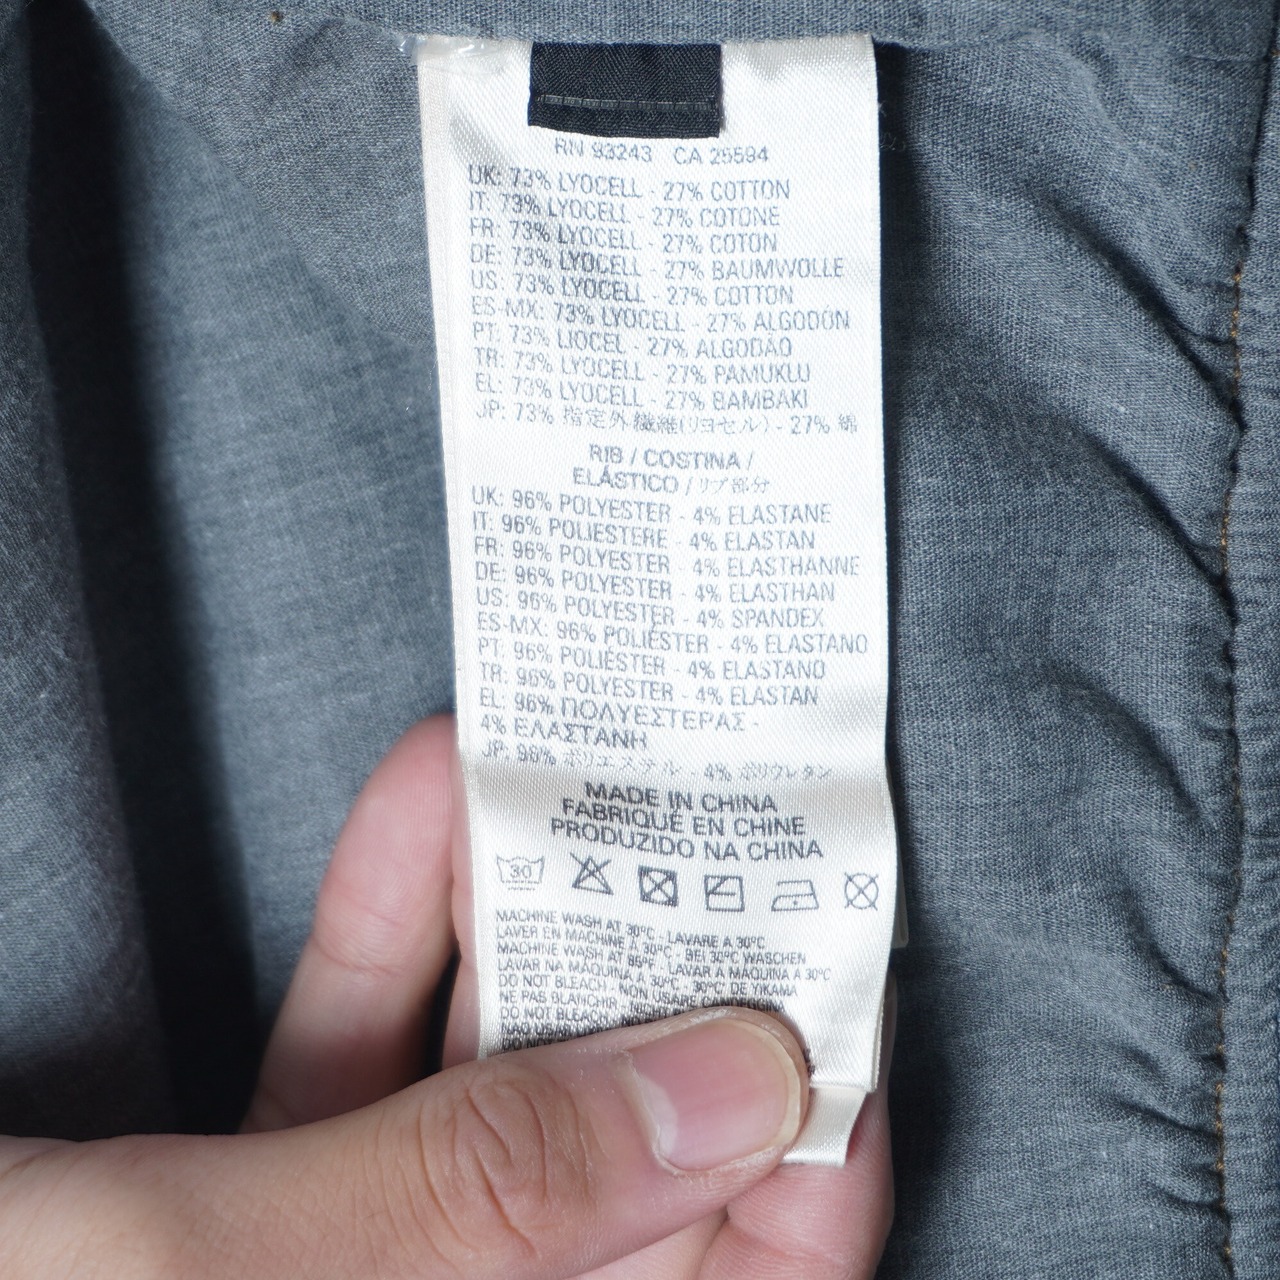 RN 93243 CA 25594
UK: 73% LYOCELL - 27% COTTON
IT: 73% LYOCELL - 27% COTONE
FR: 73% LYOCELL - 27% COTON
DE: 73% LYOCELL - 27% BAUMWOLLE
US: 73% LYOCELL - 27% COTTON
ES-MX: 73% LYOCELL - 27% ALGODÓN
PT: 73% LIOCEL - 27% ALGODÃO
TR: 73% LYOCELL - 27% PAMUKLU
EL: 73% LYOCELL - 27% BAMBAKI
JP: 73% 指定外繊維(リヨセル) - 27% 綿
RIB / COSTINA /
ELÁSTICO / リブ部分
UK: 96% POLYESTER - 4% ELASTANE
IT: 96% POLIESTERE - 4% ELASTAN
FR: 96% POLYESTER - 4% ELASTHANNE
DE: 96% POLYESTER - 4% ELASTHAN
US: 96% POLYESTER - 4% SPANDEX
ES-MX: 96% POLIÉSTER - 4% ELASTANO
PT: 96% POLIÉSTER - 4% ELASTANO
TR: 96% POLYESTER - 4% ELASTAN
EL: 96% ΠΟΛΥΕΣΤΕΡΑΣ -
4% ΕΛΑΣΤΑΝΗ
JP: 96% ポリエステル - 4% ポリウレタン
MADE IN CHINA
FABRIQUÉ EN CHINE
PRODUZIDO NA CHINA
30
MACHINE WASH AT 30°C - LAVARE A 30°C
LAVER EN MACHINE A 30°C - BEI 30°C WASCHEN
MACHINE WASH AT 85°F - LAVAR A MAQUINA A 30°C
LAVAR NA MÁQUINA A 30°C - 30°C DE YIKAMA
DO NOT BLEACH - NON USARE
NE PAS BLANCHIR
DO NOT BLEACH